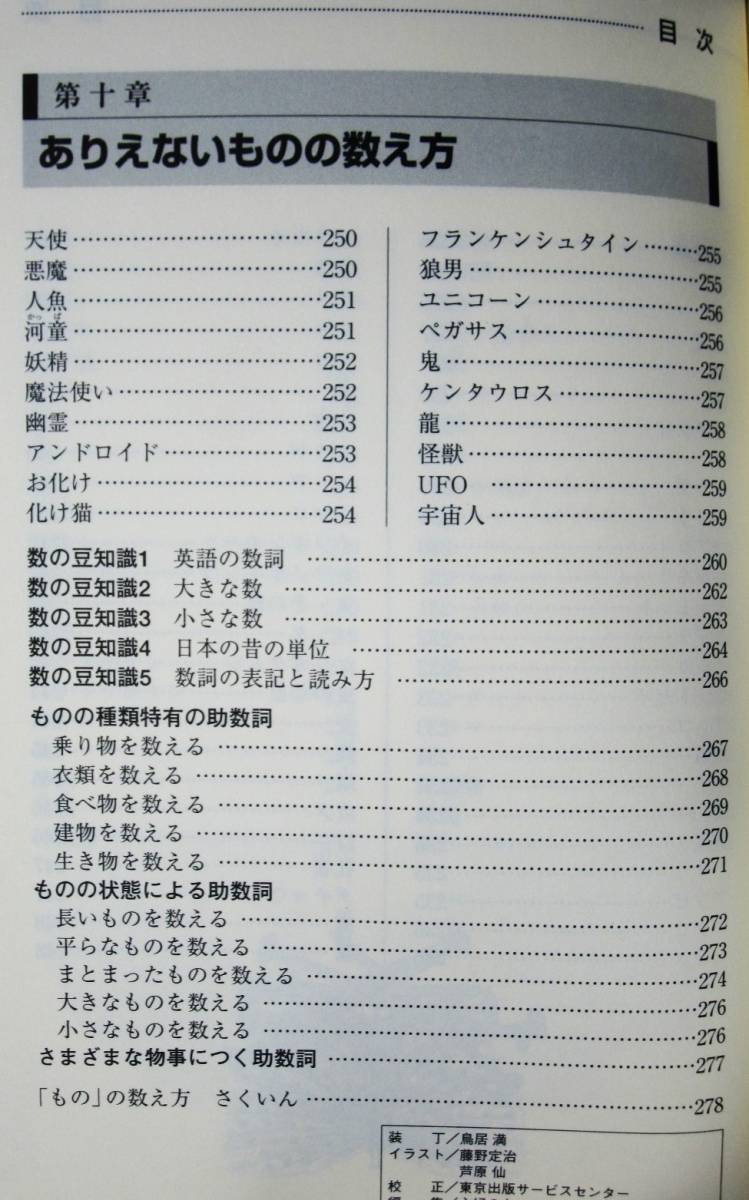 目次
第十章
ありえないものの数え方
天使……………………………250
悪魔……………………………250
人魚……………………………251
河童……………………………251
かっぱ
妖精……………………………252
魔法使い………………………252
幽霊……………………………253
アンドロイド…………………253
お化け…………………………254
化け猫…………………………254
フランケンシュタイン………255
狼男……………………………255
ユニコーン……………………256
ペガサス………………………256
鬼………………………………257
ケンタウロス…………………257
龍………………………………258
怪獣……………………………258
UFO ……………………………259
宇宙人…………………………259
数の豆知識1 英語の数詞 ……………………………260
数の豆知識2 大きな数 ……………………………262
数の豆知識3 小さな数 ……………………………263
数の豆知識4 日本の昔の単位 ……………………………264
数の豆知識5 数詞の表記と読み方 ……………………………266
ものの種類特有の助数詞
乗り物を数える ……………………………267
衣類を数える ……………………………268
食べ物を数える ……………………………269
建物を数える ……………………………270
生き物を数える ……………………………271
ものの状態による助数詞
長いものを数える ……………………………272
平らなものを数える ……………………………273
まとまったものを数える ……………………………274
大きなものを数える ……………………………276
小さなものを数える ……………………………276
さまざまな物事につく助数詞 ……………………………277
「もの」の数え方 さくいん ……………………………278
装 丁／鳥居 満
イラスト／藤野定治
芦原 仙
校 正／東京出版サービスセンター